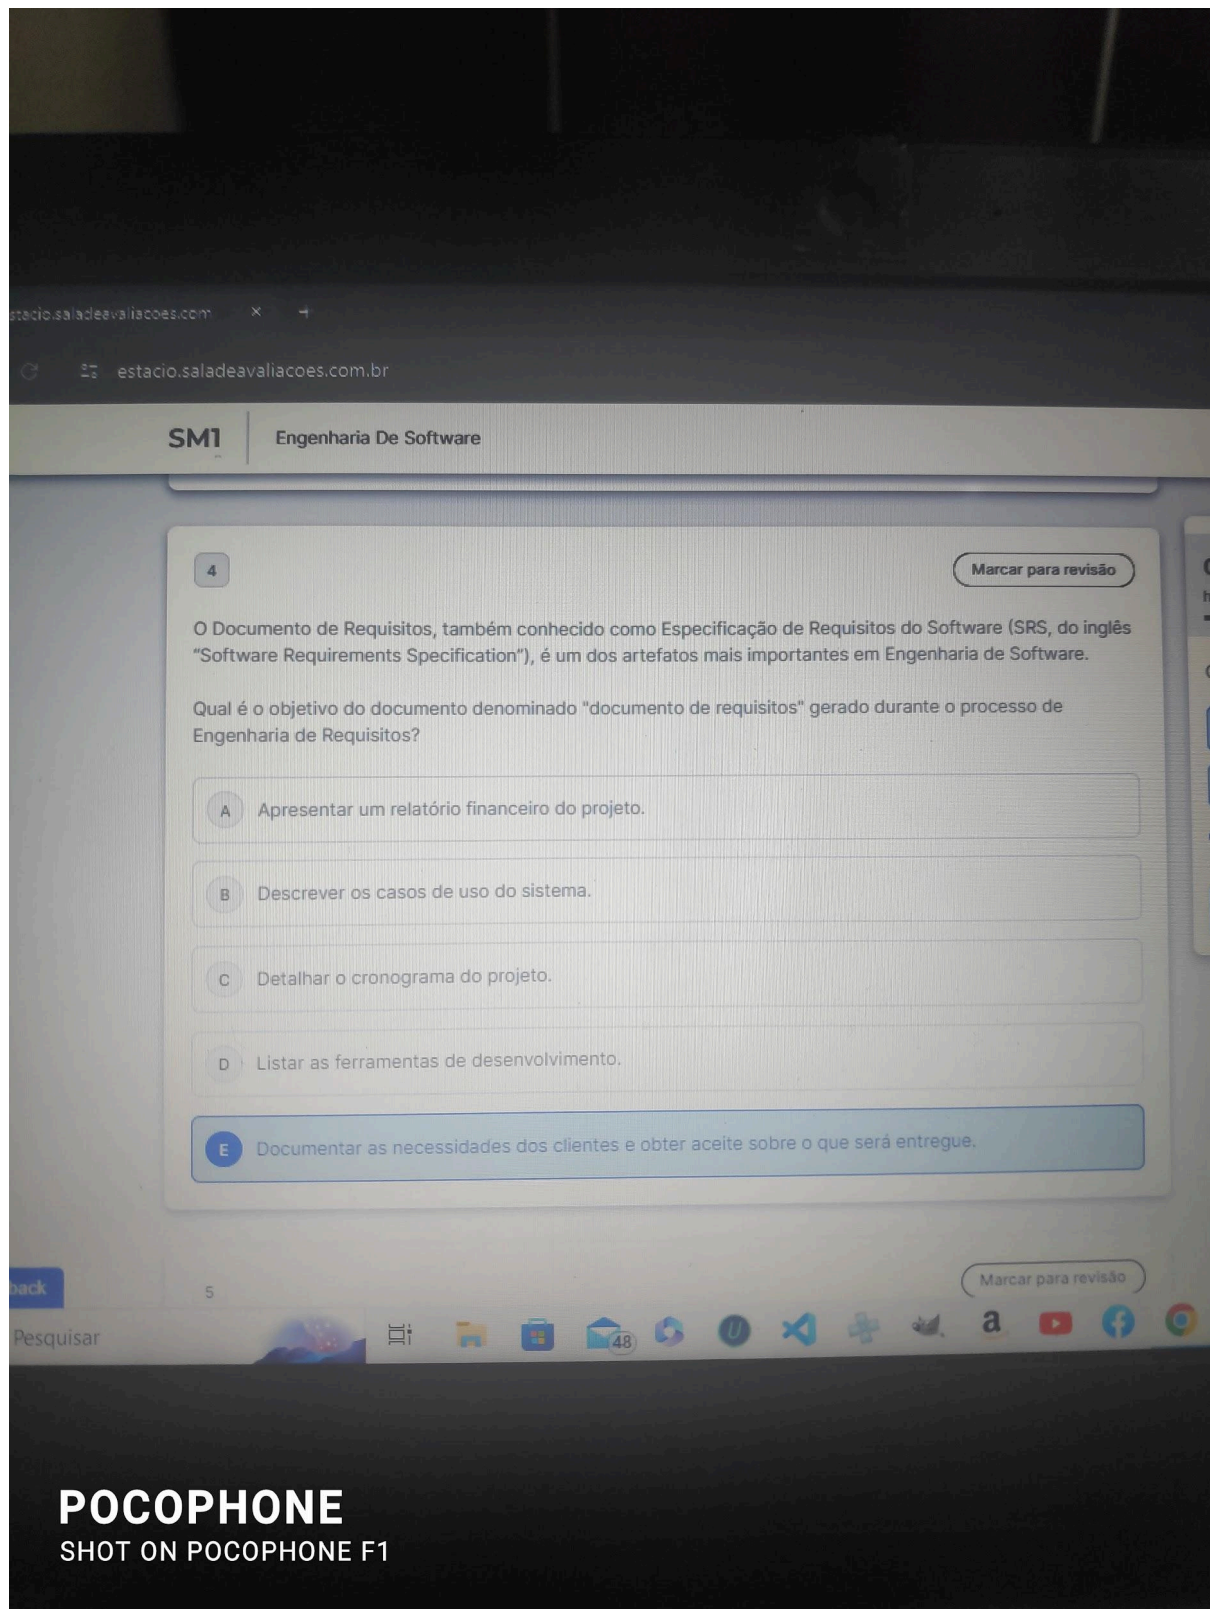 stacio.saladeavaliacoes.com
estacio.saladeavaliacoes.com.br
SM1
Engenharia De Software
4
Marcar para revisão
O Documento de Requisitos, também conhecido como Especificação de Requisitos do Software (SRS, do inglês
"Software Requirements Specification"), é um dos artefatos mais importantes em Engenharia de Software.
Qual é o objetivo do documento denominado "documento de requisitos" gerado durante o processo de
Engenharia de Requisitos?
A Apresentar um relatório financeiro do projeto.
B Descrever os casos de uso do sistema.
C Detalhar o cronograma do projeto.
D Listar as ferramentas de desenvolvimento.
E Documentar as necessidades dos clientes e obter aceite sobre o que será entregue.
back
5
Marcar para revisão
Pesquisar
48
U
a
POCOPHONE
SHOT ON POCOPHONE F1